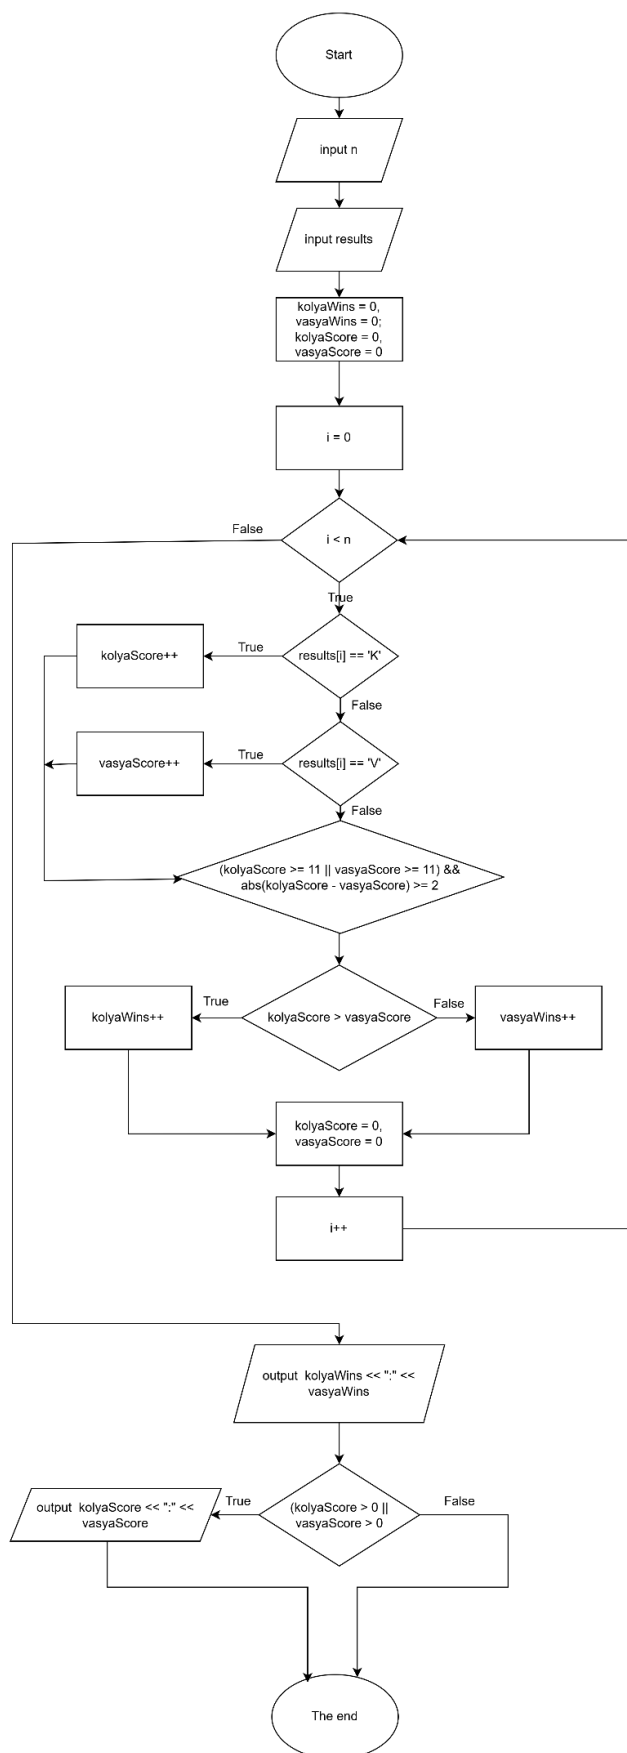 Start
input n
input results
kolyaWins = 0,
vasyaWins = 0;
kolyaScore = 0,
vasyaScore = 0
i = 0
False
i < n
True
kolyaScore++
True
results[i] == 'K'
False
vasyaScore++
True
results[i] == 'V'
False
(kolyaScore >= 11 || vasyaScore >= 11) &&
abs(kolyaScore - vasyaScore) >= 2
kolyaWins++
True
kolyaScore > vasyaScore
False
vasyaWins++
kolyaScore = 0,
vasyaScore = 0
i++
output kolyaWins << ":" <<
vasyaWins
output kolyaScore << ":" <<
vasyaScore
True
(kolyaScore > 0 ||
vasyaScore > 0
False
The end